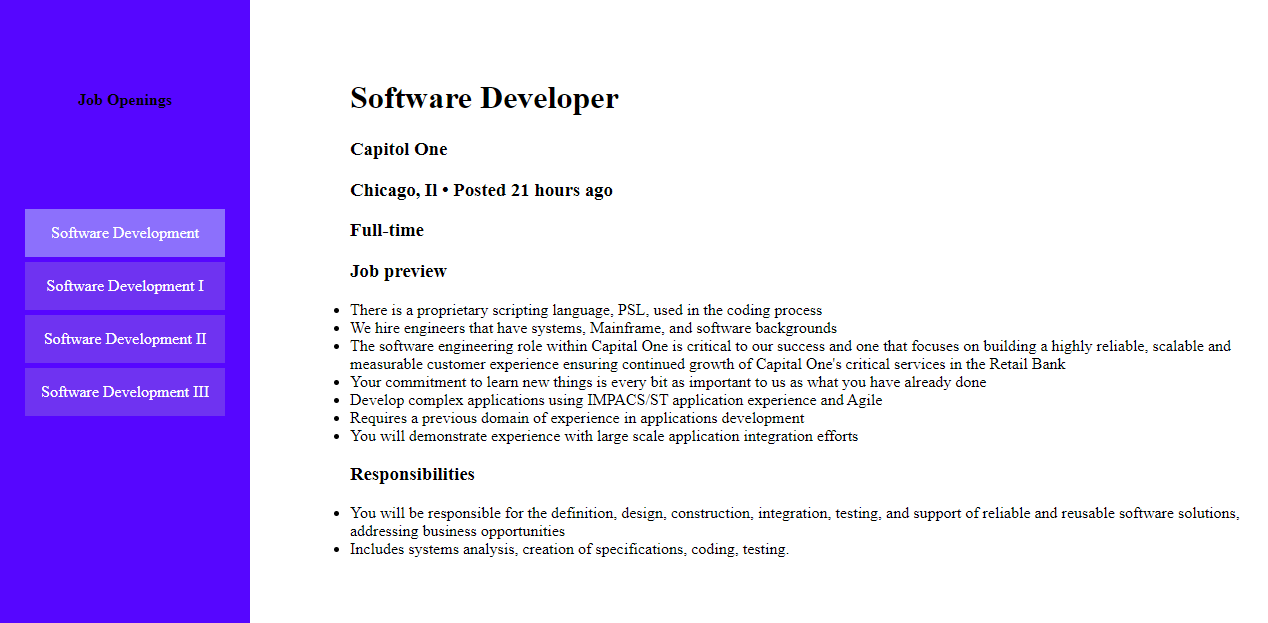 Job Openings
Software Development
Software Development I
Software Development II
Software Development III
Software Developer
Capitol One
Chicago, Il • Posted 21 hours ago
Full-time
Job preview
• There is a proprietary scripting language, PSL, used in the coding process
• We hire engineers that have systems, Mainframe, and software backgrounds
• The software engineering role within Capital One is critical to our success and one that focuses on building a highly reliable, scalable and
measurable customer experience ensuring continued growth of Capital One's critical services in the Retail Bank
• Your commitment to learn new things is every bit as important to us as what you have already done
• Develop complex applications using IMPACS/ST application experience and Agile
• Requires a previous domain of experience in applications development
• You will demonstrate experience with large scale application integration efforts
Responsibilities
• You will be responsible for the definition, design, construction, integration, testing, and support of reliable and reusable software solutions,
addressing business opportunities
• Includes systems analysis, creation of specifications, coding, testing.